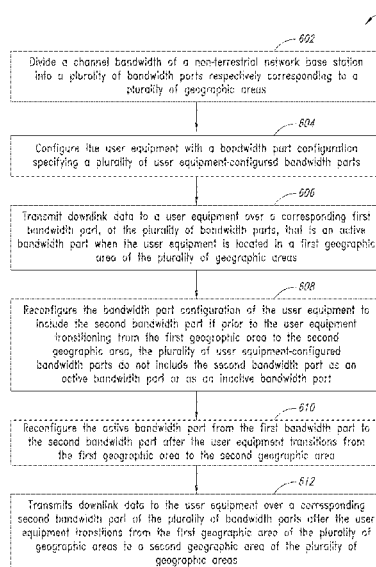 602
Divide a channel bandwidth of a non-terrestrial network base station
into a plurality of bandwidth parts respectively corresponding to a
plurality of geographic areas
604
Configure the user equipment with a bandwidth part configuration
specifying a plurality of user equipment-configured bandwidth parts
606
Transmit downlink data to a user equipment over a corresponding first
bandwidth part, of the plurality of bandwidth parts, that is an active
bandwidth part when the user equipment is located in a first geographic
area of the plurality of geographic areas
608
Reconfigure the bandwidth part configuration of the user equipment to
include the second bandwidth part if prior to the user equipment
transitioning from the first geographic area to the second
geographic area, the plurality of user equipment-configured
bandwidth parts do not include the second bandwidth part as an
active bandwidth part or as an inactive bandwidth part
610
Reconfigure the active bandwidth part from the first bandwidth part to
the second bandwidth part after the user equipment transitions from
the first geographic area to the second geographic area
612
Transmits downlink data to the user equipment over a corresponding
second bandwidth part of the plurality of bandwidth parts after the user
equipment transitions from the first geographic area of the plurality of
geographic areas to a second geographic area of the plurality of
geographic areas